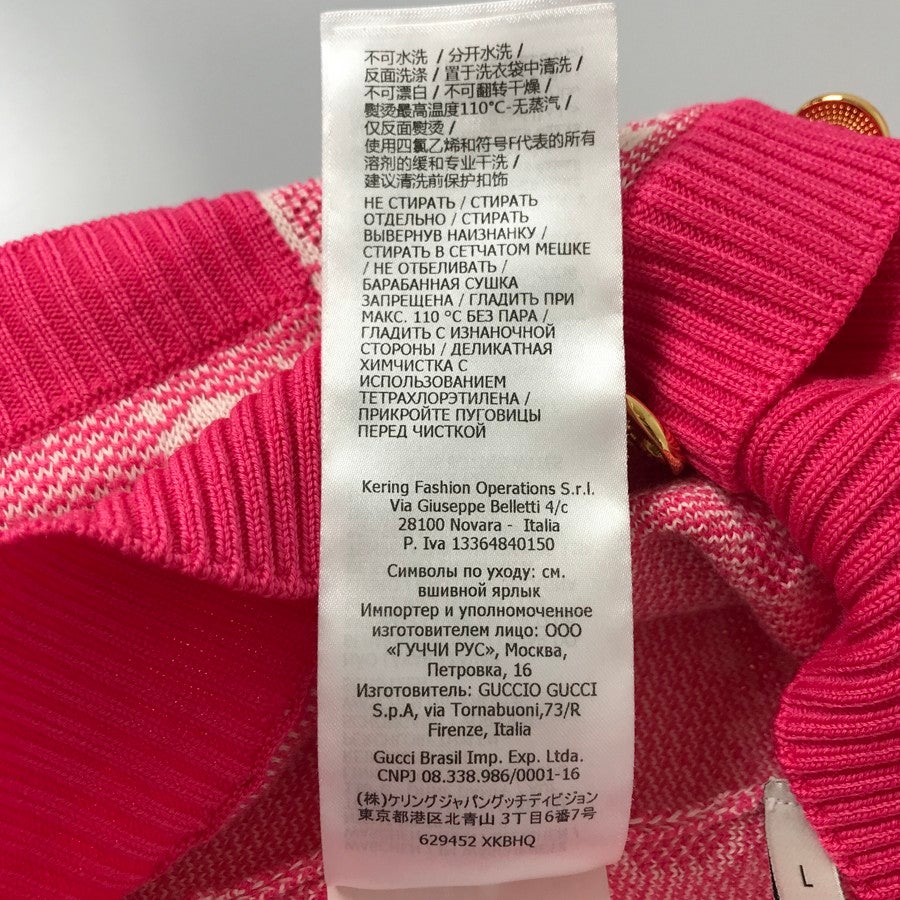 不可水洗 / 分开水洗 /
反面洗涤 / 置于洗衣袋中清洗 /
不可漂白 / 不可翻转干燥 /
熨烫最高温度110°C-无蒸汽 /
仅反面熨烫 /
使用四氯乙烯和符号F代表的所有
溶剂的缓和专业干洗 /
建议清洗前保护扣饰
НЕ СТИРАТЬ / СТИРАТЬ
ОТДЕЛЬНО / СТИРАТЬ
ВЫВЕРНУВ НАИЗНАНКУ /
СТИРАТЬ В СЕТЧАТОМ МЕШКЕ
/ НЕ ОТБЕЛИВАТЬ /
БАРАБАННАЯ СУШКА
ЗАПРЕЩЕНА / ГЛАДИТЬ ПРИ
МАКС. 110 °C БЕЗ ПАРА /
ГЛАДИТЬ С ИЗНАНОЧНОЙ
СТОРОНЫ / ДЕЛИКАТНАЯ
ХИМЧИСТКА С
ИСПОЛЬЗОВАНИЕМ
ТЕТРАХЛОРЭТИЛЕНА /
ПРИКРОЙТЕ ПУГОВИЦЫ
ПЕРЕД ЧИСТКОЙ
Kering Fashion Operations S.r.l.
Via Giuseppe Belletti 4/c
28100 Novara - Italia
P. Iva 13364840150
Символы по уходу: см.
вшивной ярлык
Импортер и уполномоченное
изготовителем лицо: ООО
«ГУЧЧИ РУС», Москва,
Петровка, 16
Изготовитель: GUCCIO GUCCI
S.p.A, via Tornabuoni,73/R
Firenze, Italia
Gucci Brasil Imp. Exp. Ltda.
CNPJ 08.338.986/0001-16
(株)ケリングジャパングッチディビジョン
東京都港区北青山 3丁目6番7号
629452 XKBHQ
L